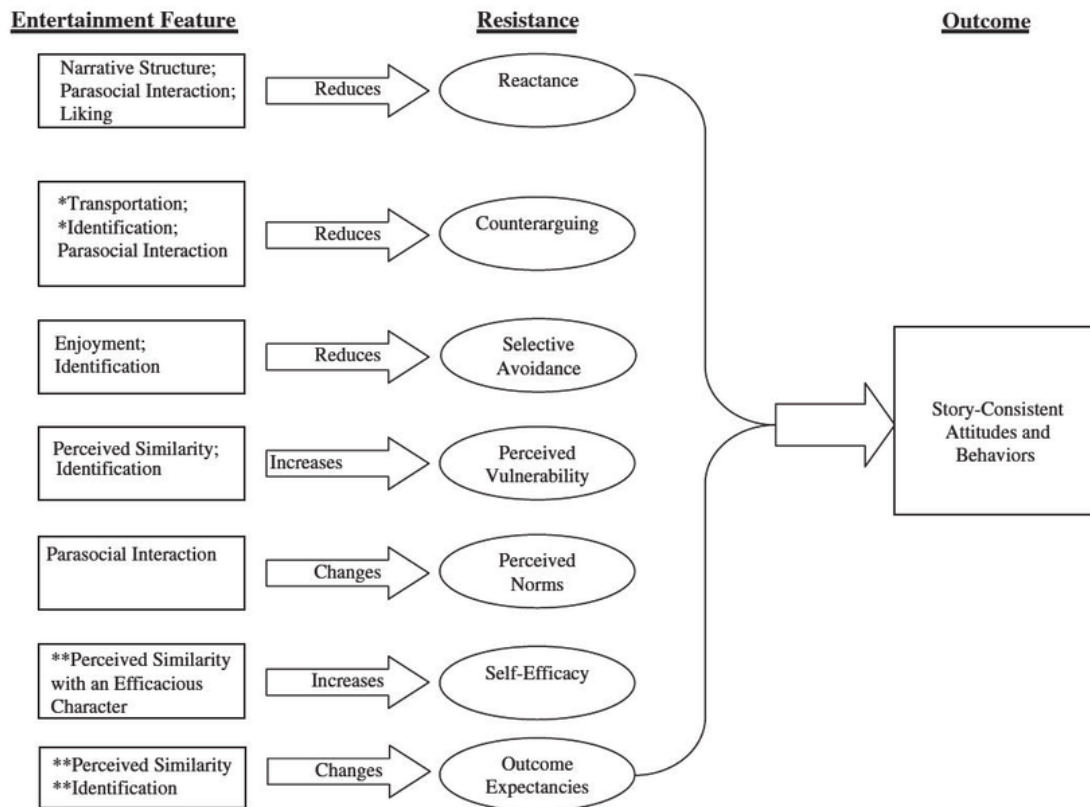 Entertainment Feature
Resistance
Outcome
Narrative Structure;
Parasocial Interaction;
Liking
Reduces
Reactance
*Transportation;
*Identification;
Parasocial Interaction
Reduces
Counterarguing
Enjoyment;
Identification
Reduces
Selective
Avoidance
Perceived Similarity;
Identification
Increases
Perceived
Vulnerability
Parasocial Interaction
Changes
Perceived
Norms
**Perceived Similarity
with an Efficacious
Character
Increases
Self-Efficacy
**Perceived Similarity
**Identification
Changes
Outcome
Expectancies
Story-Consistent
Attitudes and
Behaviors